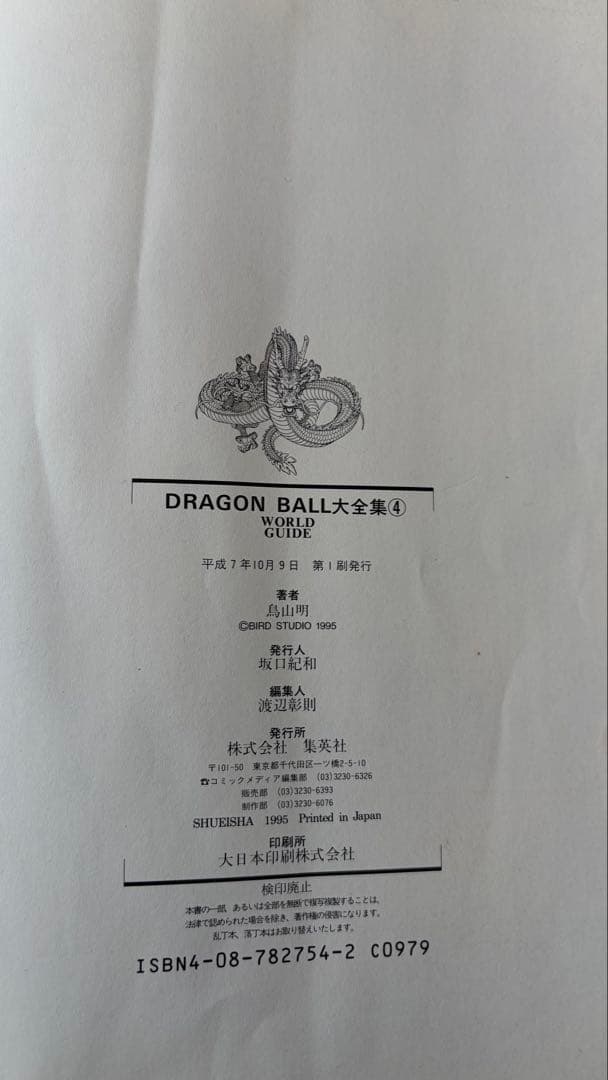 DRAGON BALL大全集④
WORLD
GUIDE
平成7年10月9日 第1刷発行
著者
鳥山明
©BIRD STUDIO 1995
発行人
坂口紀和
編集人
渡辺彰則
発行所
株式会社 集英社
〒101-50 東京都千代田区一ツ橋2-5-10
☎コミックメディア編集部 (03)3230-6326
販売部 (03)3230-6393
制作部 (03)3230-6076
SHUEISHA 1995 Printed in Japan
印刷所
大日本印刷株式会社
検印廃止
本書の一部、あるいは全部を無断で複写複製することは、
法律で認められた場合を除き、著作権の侵害になります。
乱丁本、落丁本はお取り替えいたします。
ISBN4-08-782754-2 C0979